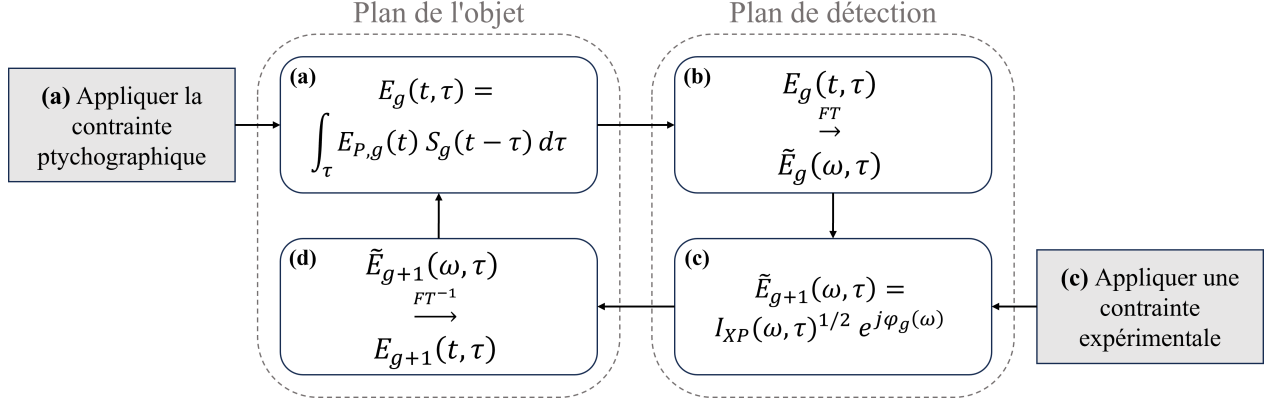 Plan de l'objet
Plan de détection
(a) Appliquer la
contrainte
ptychographique
(a)
E_g(t, τ) =
∫_τ E_{P,g}(t) S_g(t − τ) dτ
(b)
E_g(t, τ)
FT
→
Ẽ_g(ω, τ)
(d)
Ẽ_{g+1}(ω, τ)
FT⁻¹
⟶
E_{g+1}(t, τ)
(c)
Ẽ_{g+1}(ω, τ) =
I_{XP}(ω, τ)^{1/2} e^{jφ_g(ω)}
(c) Appliquer une
contrainte
expérimentale